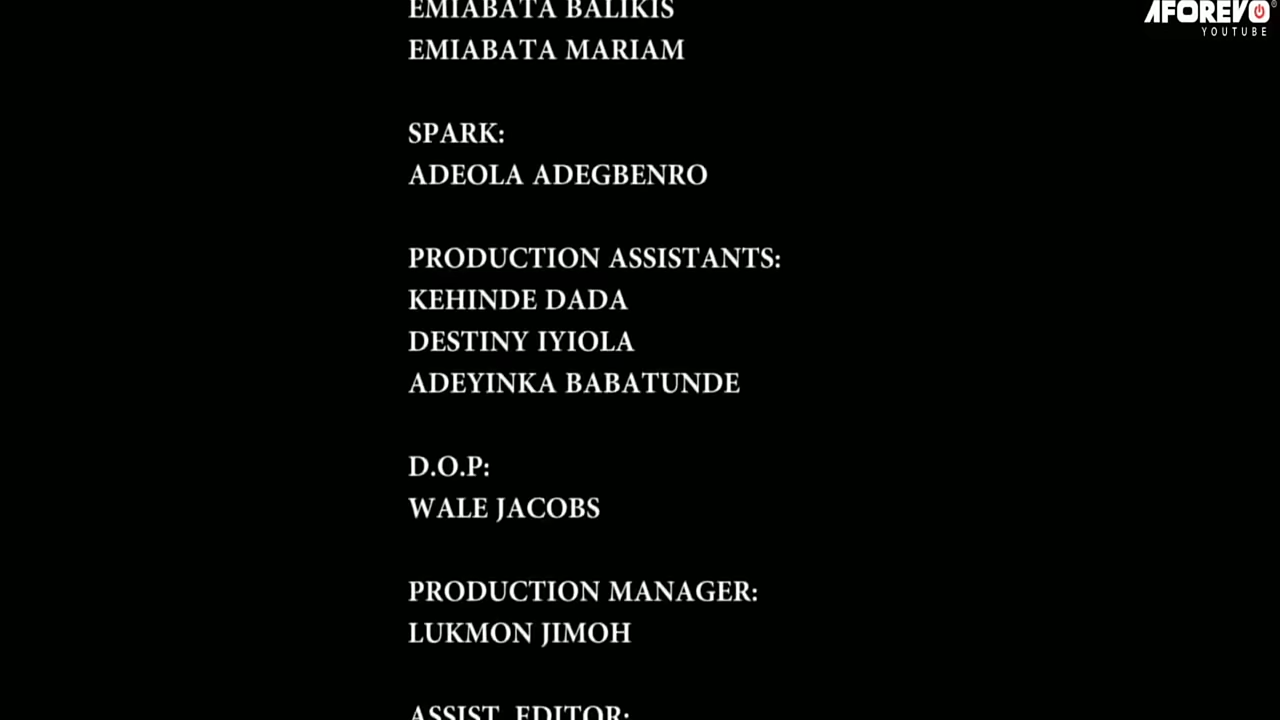 EMIABATA BALIKIS
EMIABATA MARIAM
AFOREVO
YOUTUBE
SPARK:
ADEOLA ADEGBENRO
PRODUCTION ASSISTANTS:
KEHINDE DADA
DESTINY IYIOLA
ADEYINKA BABATUNDE
D.O.P:
WALE JACOBS
PRODUCTION MANAGER:
LUKMON JIMOH
ASSIST. EDITOR: